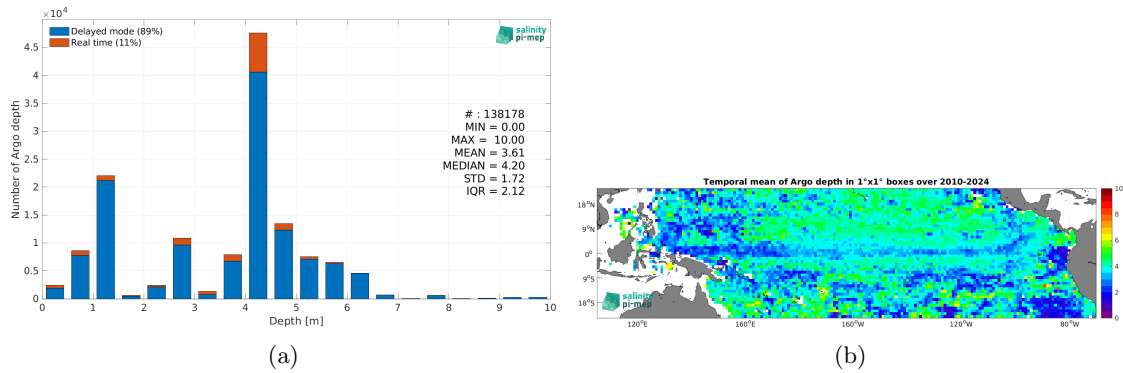 ×10⁴
Delayed mode (89%)
Real time (11%)
salinity
pi-mep
4.5
4
3.5
3
2.5
2
1.5
1
0.5
0
Number of Argo depth
# : 138178
MIN = 0.00
MAX = 10.00
MEAN = 3.61
MEDIAN = 4.20
STD = 1.72
IQR = 2.12
0 1 2 3 4 5 6 7 8 9 10
Depth [m]
(a)
Temporal mean of Argo depth in 1°x1° boxes over 2010-2024
18°N
9°N
0°
9°S
18°S
salinity
pi-mep
120°E 160°E 160°W 120°W 80°W
10
8
6
4
2
0
(b)